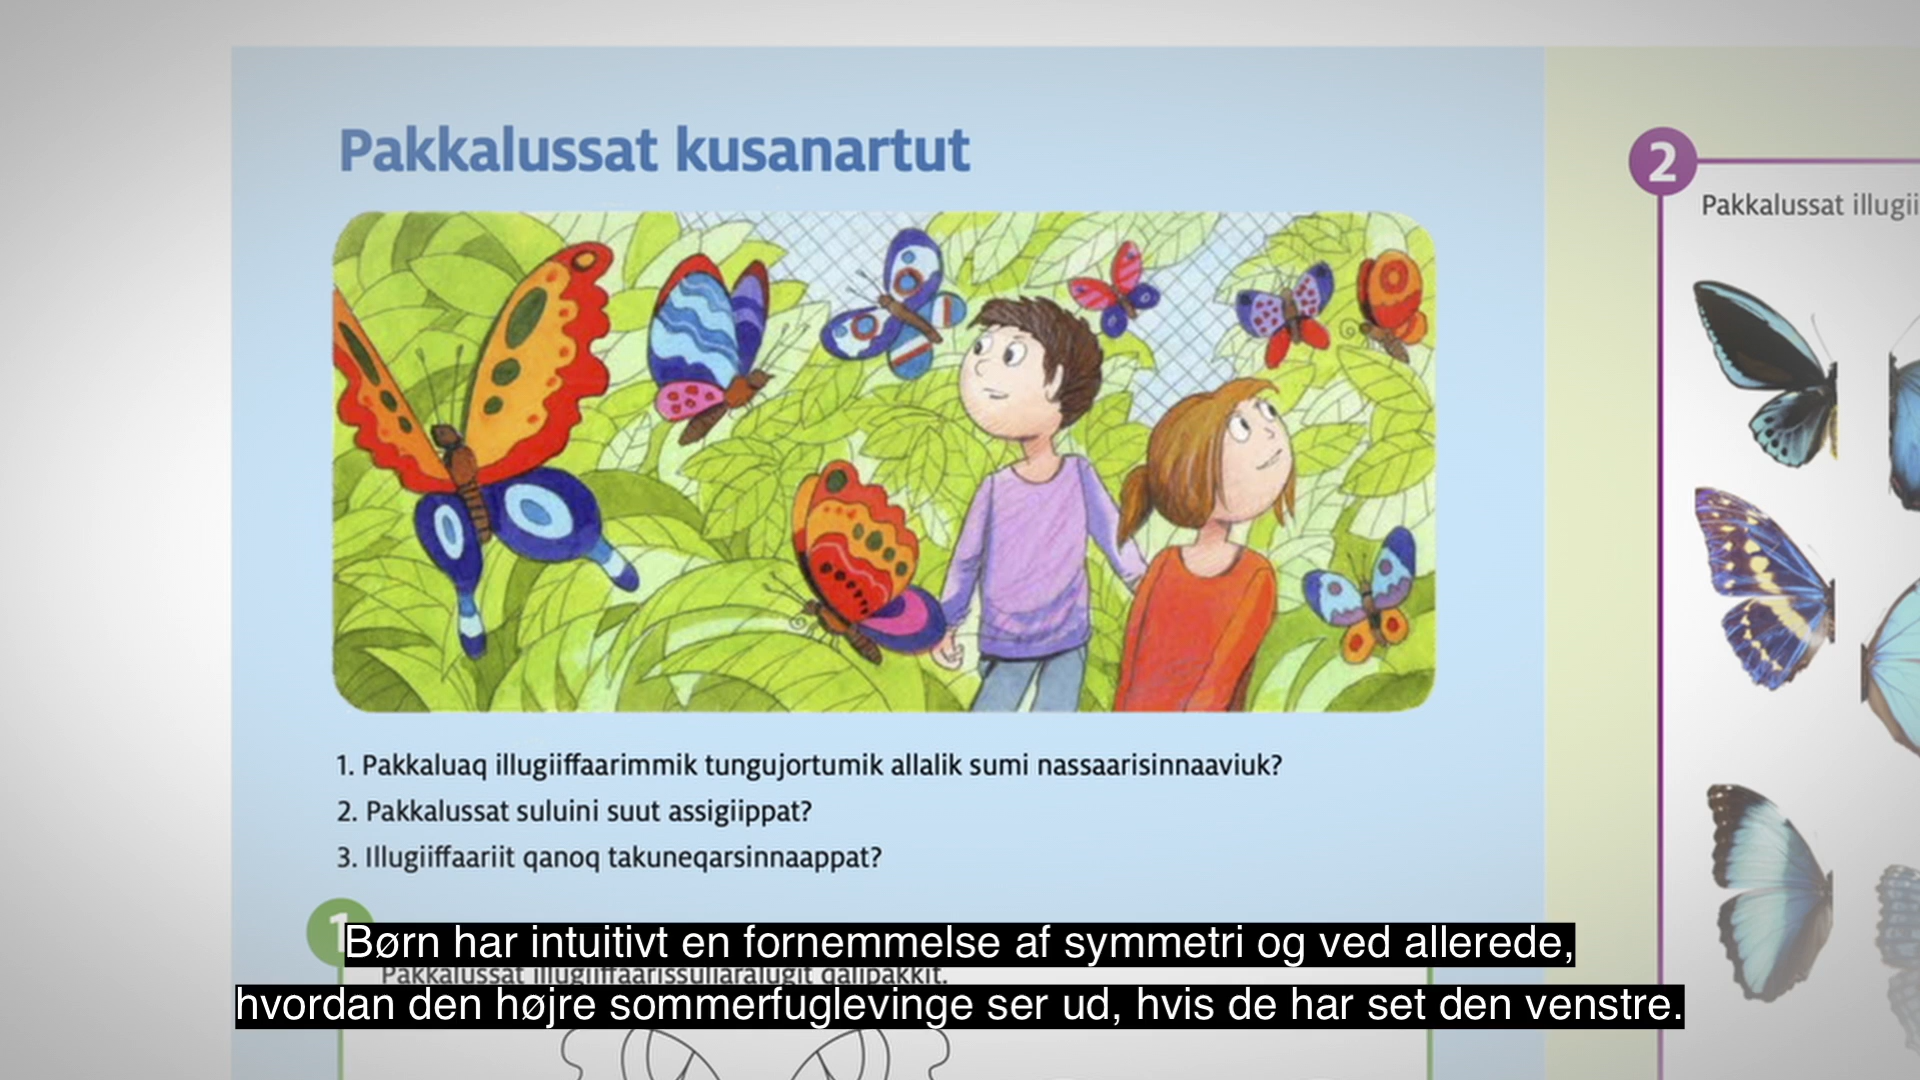 Pakkalussat kusanartut
2
Pakkalussat illugii
1. Pakkaluaq illugiiffaarimmik tungujortumik allalik sumi nassaarisinnaaviuk?
2. Pakkalussat suluini suut assigiippat?
3. Illugiiffaariit qanoq takuneqarsinnaappat?
1
Børn har intuitivt en fornemmelse af symmetri og ved allerede,
Pakkalussat
hvordan den højre sommerfuglevinge ser ud, hvis de har set den venstre.